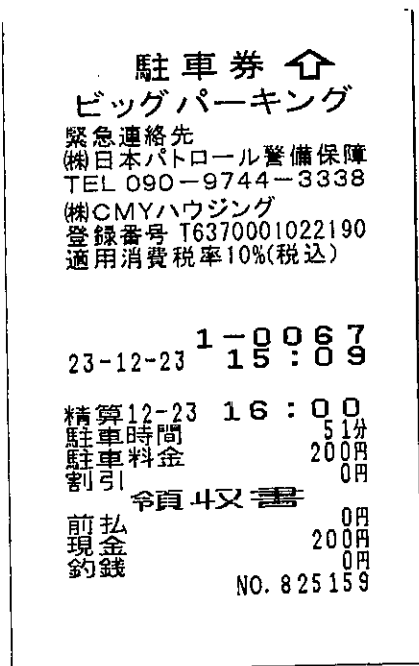 駐車券⇧
ビッグパーキング
緊急連絡先
㈱日本パトロール警備保障
TEL 090-9744-3338
㈱CMYハウジング
登録番号 T6370001022190
適用消費税率10%(税込)
1-0067
23-12-23 15:09
精算12-23 16:00
駐車時間 51分
駐車料金 200円
割引 0円
領収書
前払 0円
現金 200円
釣銭 0円
NO.825159